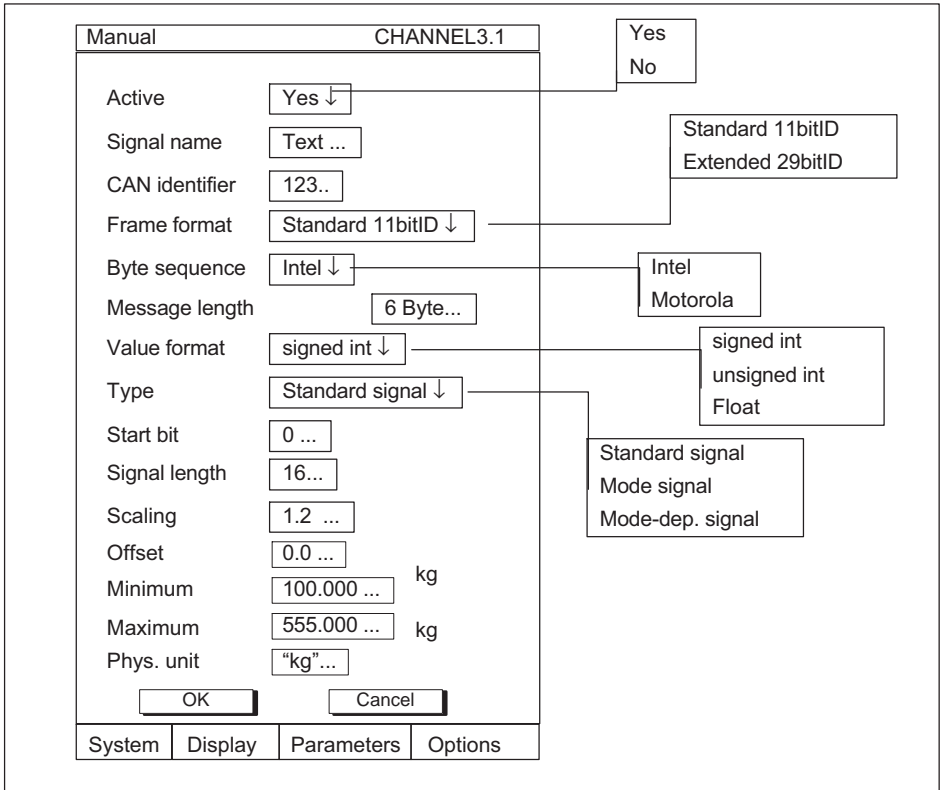 Manual CHANNEL3.1
Active Yes ↓
Signal name Text ...
CAN identifier 123..
Frame format Standard 11bitID ↓
Byte sequence Intel ↓
Message length 6 Byte...
Value format signed int ↓
Type Standard signal ↓
Start bit 0 ...
Signal length 16...
Scaling 1.2 ...
Offset 0.0 ...
Minimum 100.000 ... kg
Maximum 555.000 ... kg
Phys. unit “kg”...
OK Cancel
System Display Parameters Options
Yes
No
Standard 11bitID
Extended 29bitID
Intel
Motorola
signed int
unsigned int
Float
Standard signal
Mode signal
Mode-dep. signal